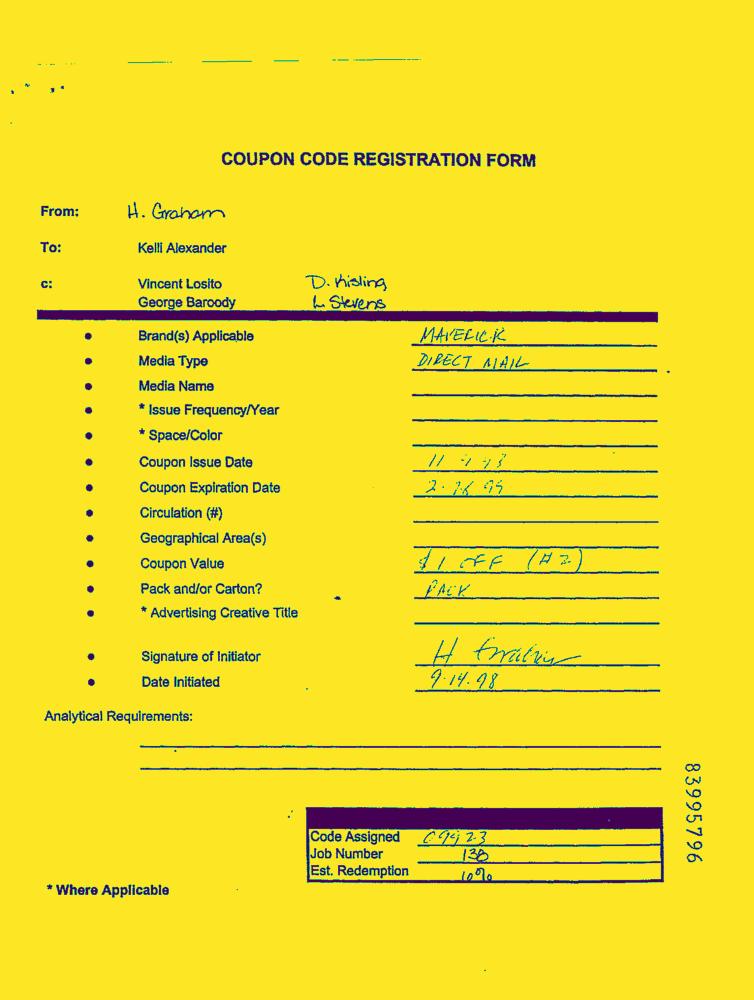 COUPON CODE REGISTRATION FORM
From: H. Graham
To: Kelli Alexander
c: Vincent Losito D. Kisling
George Baroody L Stevens
• Brand(s) Applicable MAVERICK
• Media Type DIRECT MAIL
• Media Name
• * Issue Frequency/Year
• * Space/Color
• Coupon Issue Date 11
• Coupon Expiration Date 2 99
• Circulation (#)
• Geographical Area(s)
• Coupon Value $1 OFF (#2)
• Pack and/or Carton? PACK
• * Advertising Creative Title
• Signature of Initiator H Graham
• Date Initiated 9.14.98
Analytical Requirements:
Code Assigned 09923
Job Number 138
Est. Redemption 10%
* Where Applicable
83995796